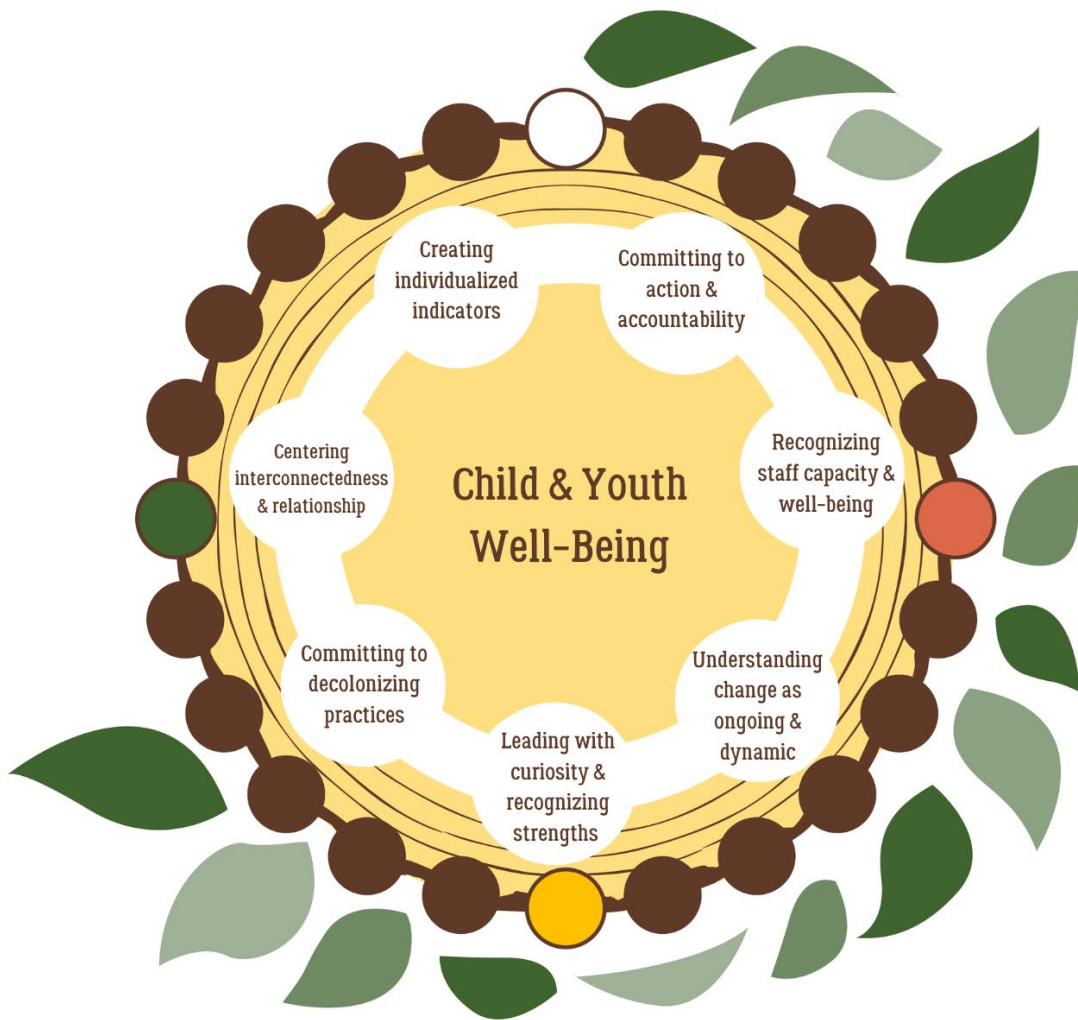 Creating
individualized
indicators
Committing to
action &
accountability
Centering
interconnectedness
& relationship
Child & Youth
Well-Being
Recognizing
staff capacity &
well-being
Committing to
decolonizing
practices
Leading with
curiosity &
recognizing
strengths
Understanding
change as
ongoing &
dynamic